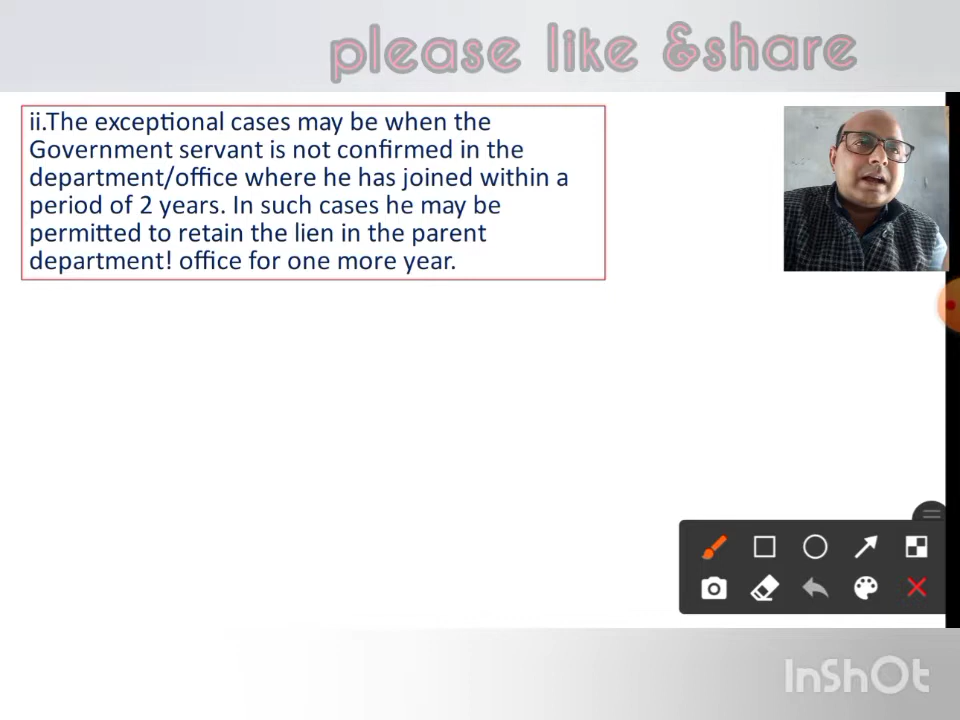 please like &share
ii.The exceptional cases may be when the
Government servant is not confirmed in the
department/office where he has joined within a
period of 2 years. In such cases he may be
permitted to retain the lien in the parent
department! office for one more year.
InShOt